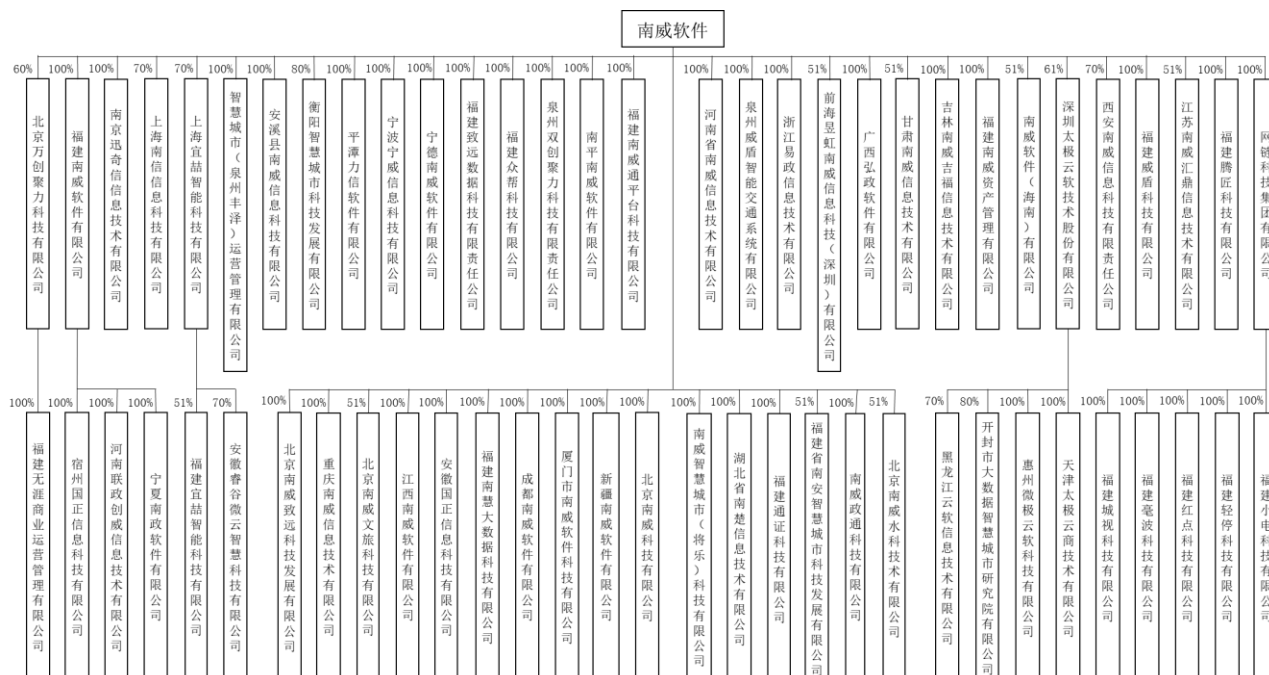 南威软件
60%
北京万创聚力科技有限公司
100%
福建南威软件有限公司
100%
南京迅奇信信息技术有限公司
70%
上海南信信息科技有限公司
70%
上海宜喆智能科技有限公司
100%
智慧城市（泉州丰泽）运营管理有限公司
100%
安溪县南威信息科技有限公司
80%
衡阳智慧城市科技发展有限公司
100%
平潭力信软件有限公司
100%
宁波宁威信息科技有限公司
100%
宁德南威软件有限公司
100%
福建致远数据科技有限责任公司
100%
福建众帮科技有限公司
100%
泉州双创聚力科技有限责任公司
100%
南平南威软件有限公司
100%
福建南威通平台科技有限公司
100%
河南省南威信息技术有限公司
100%
泉州威盾智能交通系统有限公司
100%
浙江易政信息技术有限公司
51%
前海昱虹南威信息科技（深圳）有限公司
100%
广西弘政软件有限公司
51%
甘肃南威信息技术有限公司
100%
吉林南威吉福信息技术有限公司
100%
福建南威资产管理有限公司
51%
南威软件（海南）有限公司
61%
深圳太极云软技术股份有限公司
70%
西安南威信息科技有限责任公司
100%
福建威盾科技有限公司
51%
江苏南威汇鼎信息技术有限公司
100%
福建腾匠科技有限公司
100%
网链科技集团有限公司
100%
福建无涯商业运营管理有限公司
100%
宿州国正信息科技有限公司
100%
河南联政创威信息技术有限公司
100%
宁夏南政软件有限公司
51%
福建宜喆智能科技有限公司
70%
安徽睿谷微云智慧科技有限公司
100%
北京南威致远科技发展有限公司
100%
重庆南威信息技术有限公司
51%
北京南威文旅科技有限公司
100%
江西南威软件有限公司
100%
安徽国正信息科技有限公司
100%
福建南慧大数据科技有限公司
100%
成都南威软件有限公司
100%
厦门市南威软件科技有限公司
100%
新疆南威软件有限公司
100%
北京南威科技有限公司
100%
南威智慧城市（将乐）科技有限公司
100%
湖北省南楚信息技术有限公司
100%
福建通证科技有限公司
51%
福建省南安智慧城市科技发展有限公司
100%
南威政通科技有限公司
51%
北京南威水科技术有限公司
70%
黑龙江云软信息技术有限公司
80%
开封市大数据智慧城市研究院有限公司
100%
惠州微极云软科技有限公司
100%
天津太极云商技术有限公司
100%
福建城视科技有限公司
100%
福建毫波科技有限公司
100%
福建红点科技有限公司
100%
福建轻停科技有限公司
100%
福建小电科技有限公司